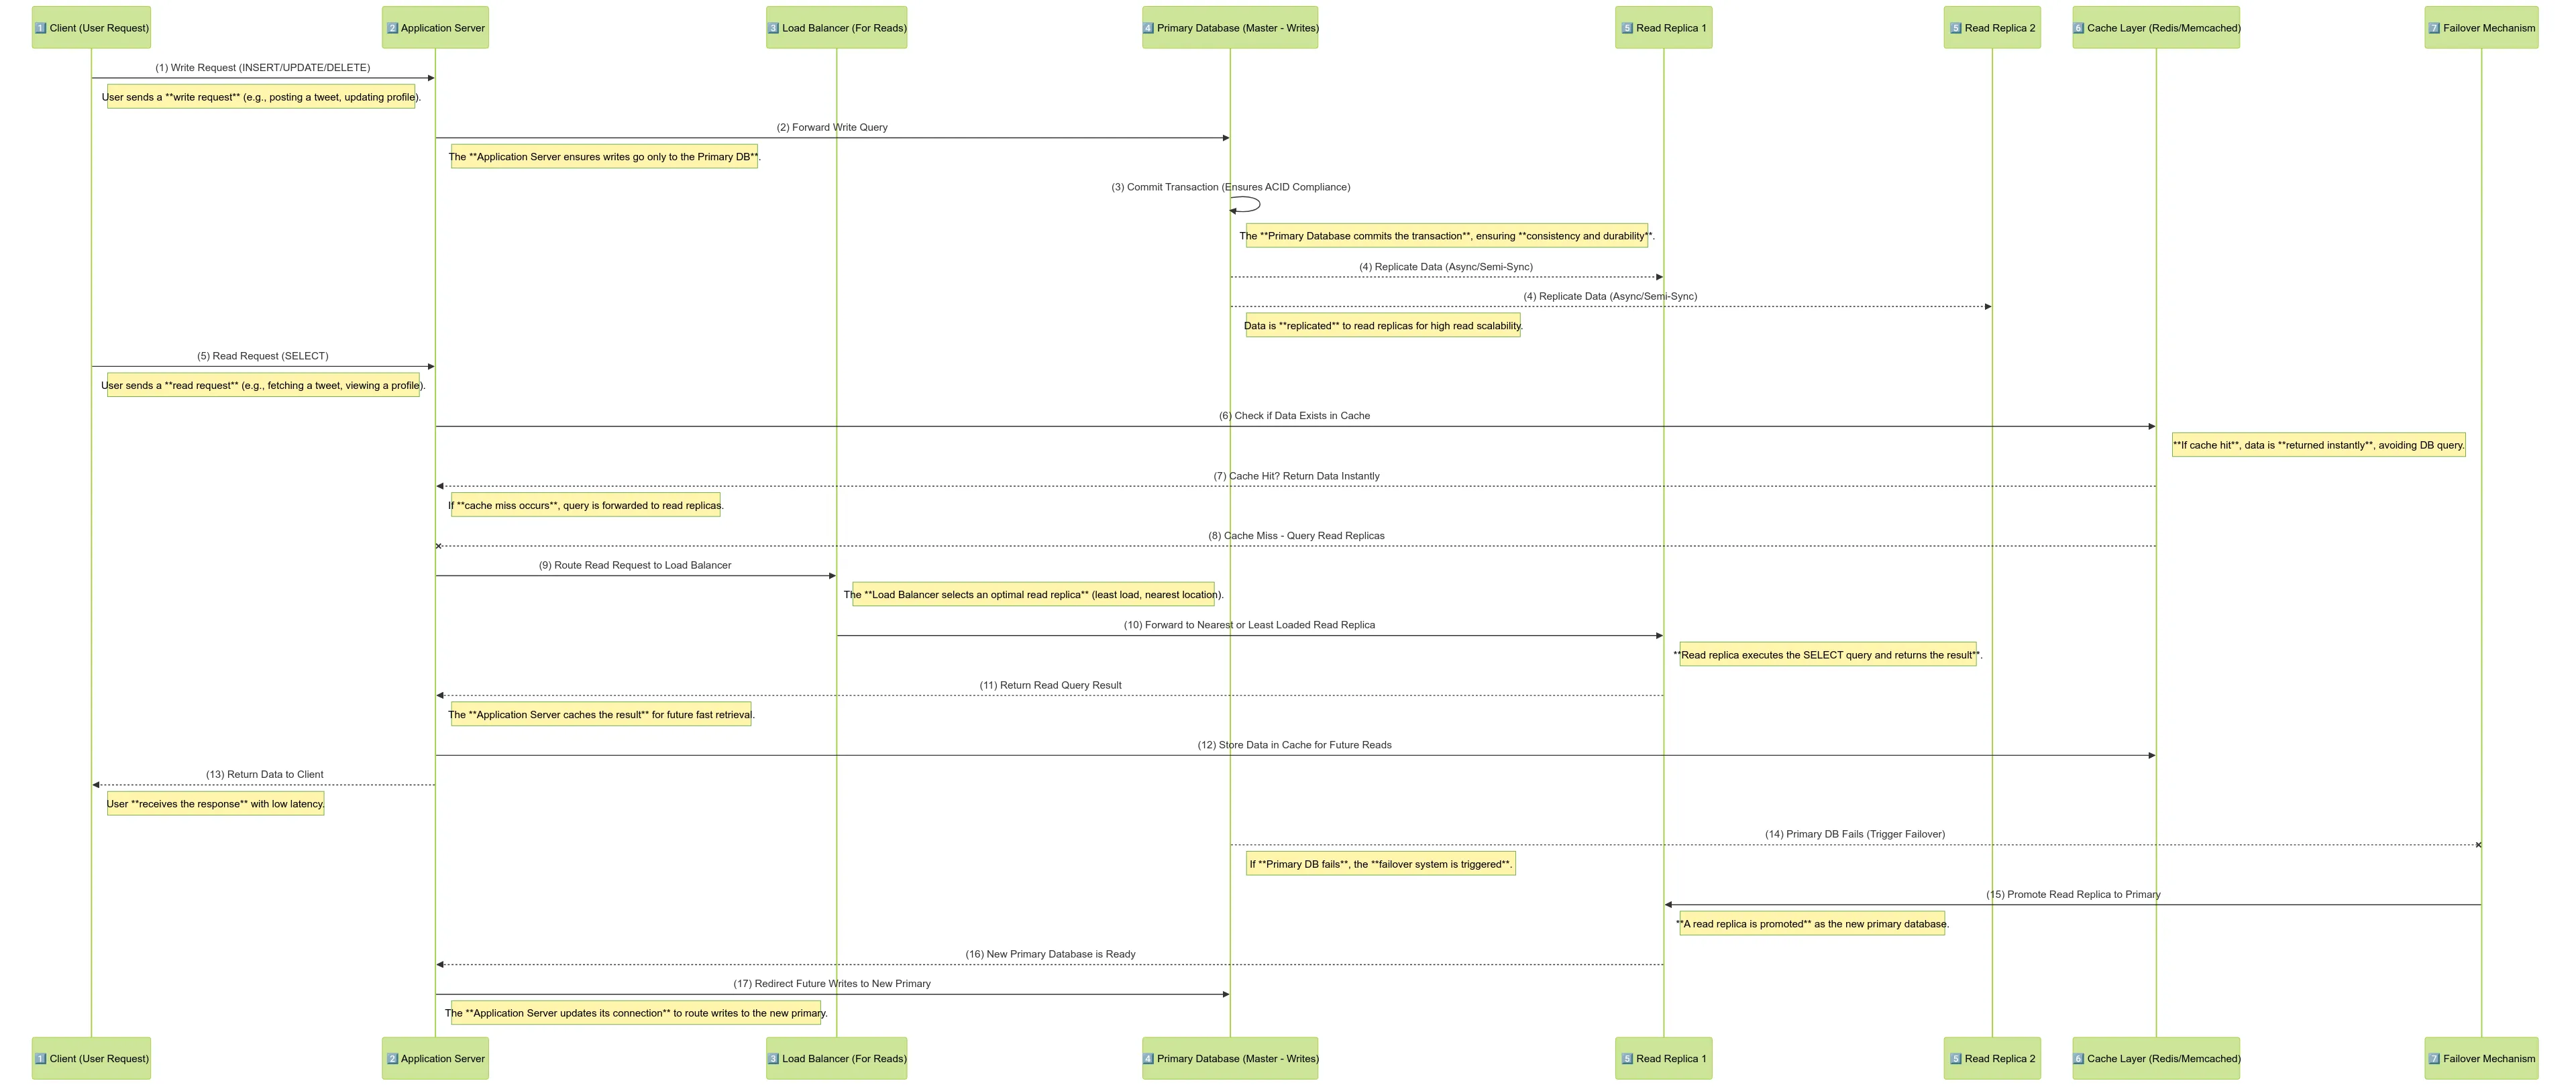 1️⃣ Client (User Request)
2️⃣ Application Server
3️⃣ Load Balancer (For Reads)
4️⃣ Primary Database (Master - Writes)
5️⃣ Read Replica 1
5️⃣ Read Replica 2
6️⃣ Cache Layer (Redis/Memcached)
7️⃣ Failover Mechanism
(1) Write Request (INSERT/UPDATE/DELETE)
User sends a **write request** (e.g., posting a tweet, updating profile).
(2) Forward Write Query
The **Application Server ensures writes go only to the Primary DB**.
(3) Commit Transaction (Ensures ACID Compliance)
The **Primary Database commits the transaction**, ensuring **consistency and durability**.
(4) Replicate Data (Async/Semi-Sync)
(4) Replicate Data (Async/Semi-Sync)
Data is **replicated** to read replicas for high read scalability.
(5) Read Request (SELECT)
User sends a **read request** (e.g., fetching a tweet, viewing a profile).
(6) Check if Data Exists in Cache
**If cache hit**, data is **returned instantly**, avoiding DB query.
(7) Cache Hit? Return Data Instantly
If **cache miss occurs**, query is forwarded to read replicas.
(8) Cache Miss - Query Read Replicas
(9) Route Read Request to Load Balancer
The **Load Balancer selects an optimal read replica** (least load, nearest location).
(10) Forward to Nearest or Least Loaded Read Replica
**Read replica executes the SELECT query and returns the result**.
(11) Return Read Query Result
The **Application Server caches the result** for future fast retrieval.
(12) Store Data in Cache for Future Reads
(13) Return Data to Client
User **receives the response** with low latency.
(14) Primary DB Fails (Trigger Failover)
If **Primary DB fails**, the **failover system is triggered**.
(15) Promote Read Replica to Primary
**A read replica is promoted** as the new primary database.
(16) New Primary Database is Ready
(17) Redirect Future Writes to New Primary
The **Application Server updates its connection** to route writes to the new primary.
1️⃣ Client (User Request)
2️⃣ Application Server
3️⃣ Load Balancer (For Reads)
4️⃣ Primary Database (Master - Writes)
5️⃣ Read Replica 1
5️⃣ Read Replica 2
6️⃣ Cache Layer (Redis/Memcached)
7️⃣ Failover Mechanism